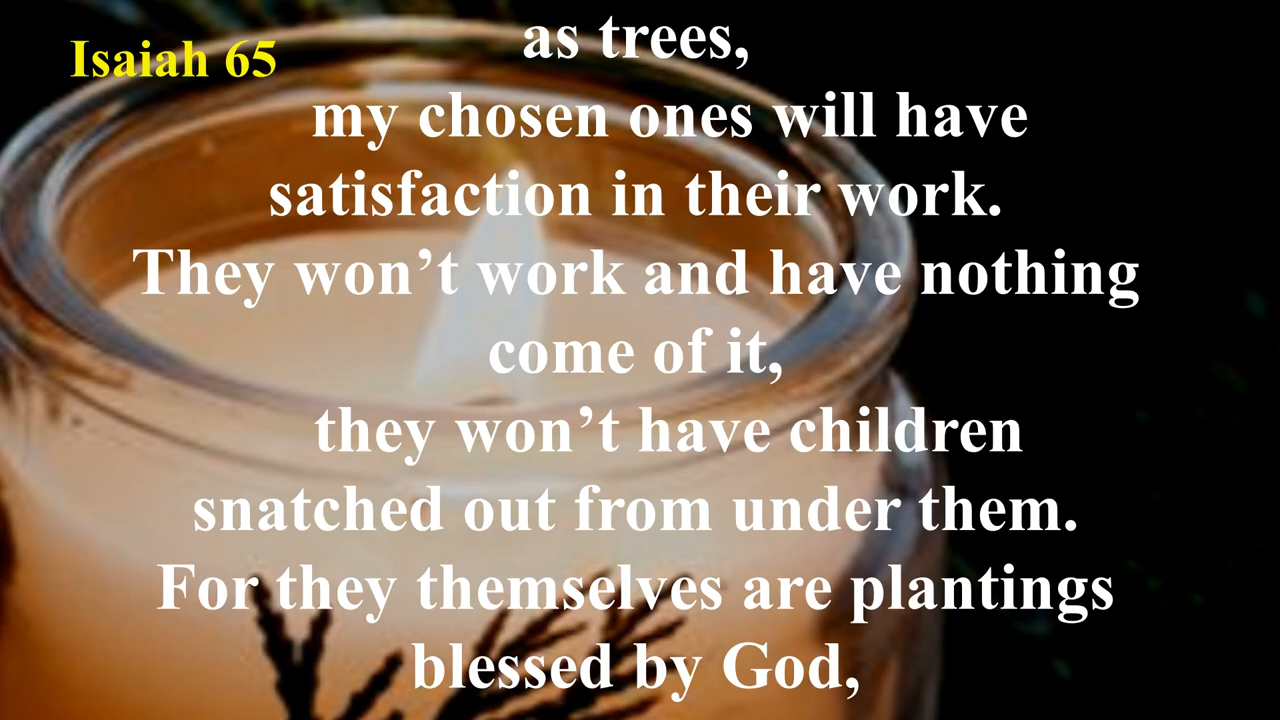 Isaiah 65
as trees,
my chosen ones will have
satisfaction in their work.
They won’t work and have nothing
come of it,
they won’t have children
snatched out from under them.
For they themselves are plantings
blessed by God,